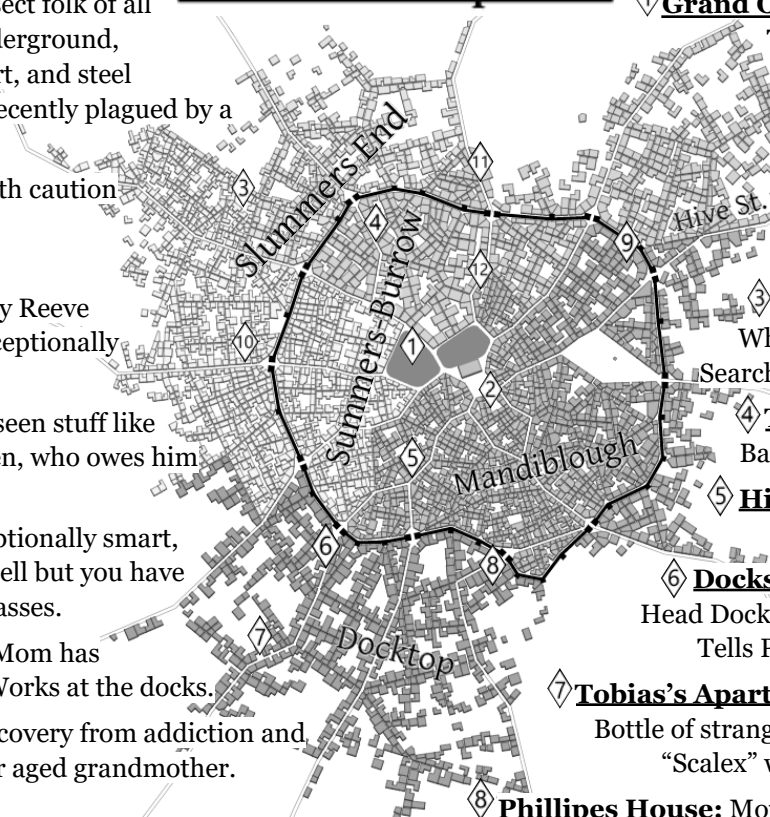 sect folk of all
derground,
rt, and steel
recently plagued by a
th caution
y Reeve
ceptionally
seen stuff like
en, who owes him
ptionally smart,
ell but you have
asses.
Mom has
Works at the docks.
covery from addiction and
r aged grandmother.
Slummers End
Summers-Burrow
Mandiblough
Docktop
Hive St.
11
3
4
9
12
10
1
2
5
6
8
7
1 Grand
3
Wh
Search
4
Ba
5 Hi
6 Docks
Head Dock
Tells
7 Tobias's Apart
Bottle of strang
"Scalex"
8 Phillipes House: Mo